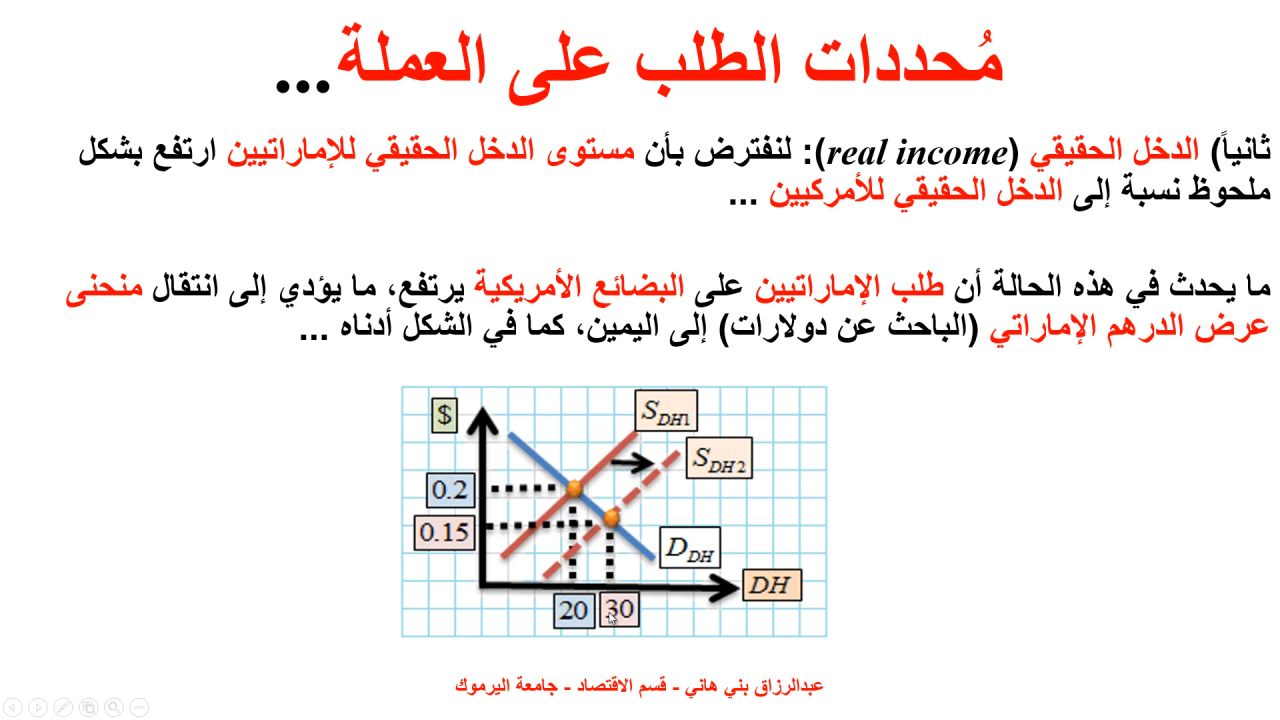 مُحددات الطلب على العملة...
ثانياً) الدخل الحقيقي (real income): لنفترض بأن مستوى الدخل الحقيقي للإماراتيين ارتفع بشكل
ملحوظ نسبة إلى الدخل الحقيقي للأمركيين ...
ما يحدث في هذه الحالة أن طلب الإماراتيين على البضائع الأمريكية يرتفع، ما يؤدي إلى انتقال منحنى
عرض الدرهم الإماراتي (الباحث عن دولارات) إلى اليمين، كما في الشكل أدناه ...
$
S DH1
S DH2
0.2
0.15
D DH
DH
20
30
عبدالرزاق بني هاني - قسم الاقتصاد - جامعة اليرموك